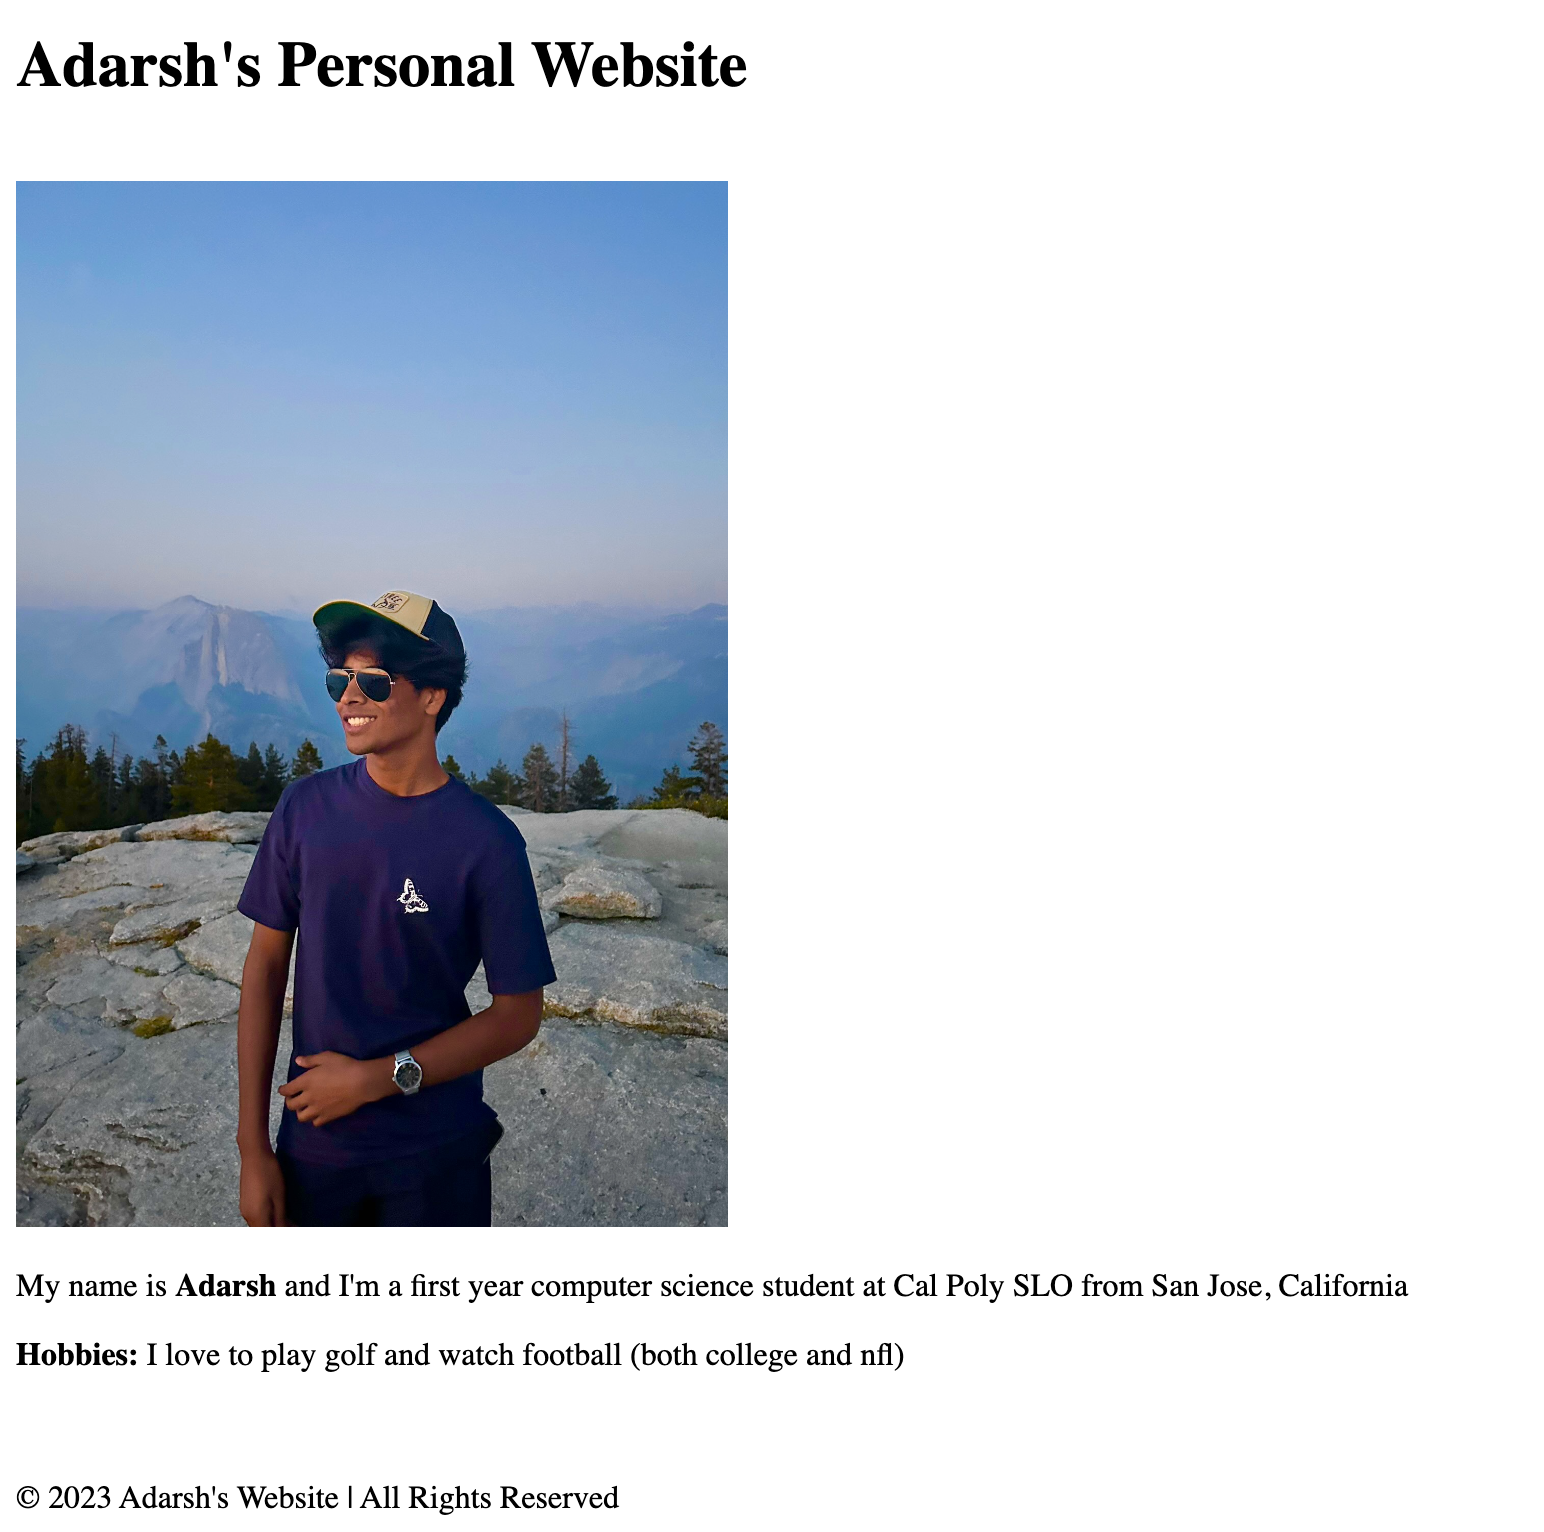 Adarsh's Personal Website
My name is Adarsh and I'm a first year computer science student at Cal Poly SLO from San Jose, California
Hobbies: I love to play golf and watch football (both college and nfl)
© 2023 Adarsh's Website | All Rights Reserved